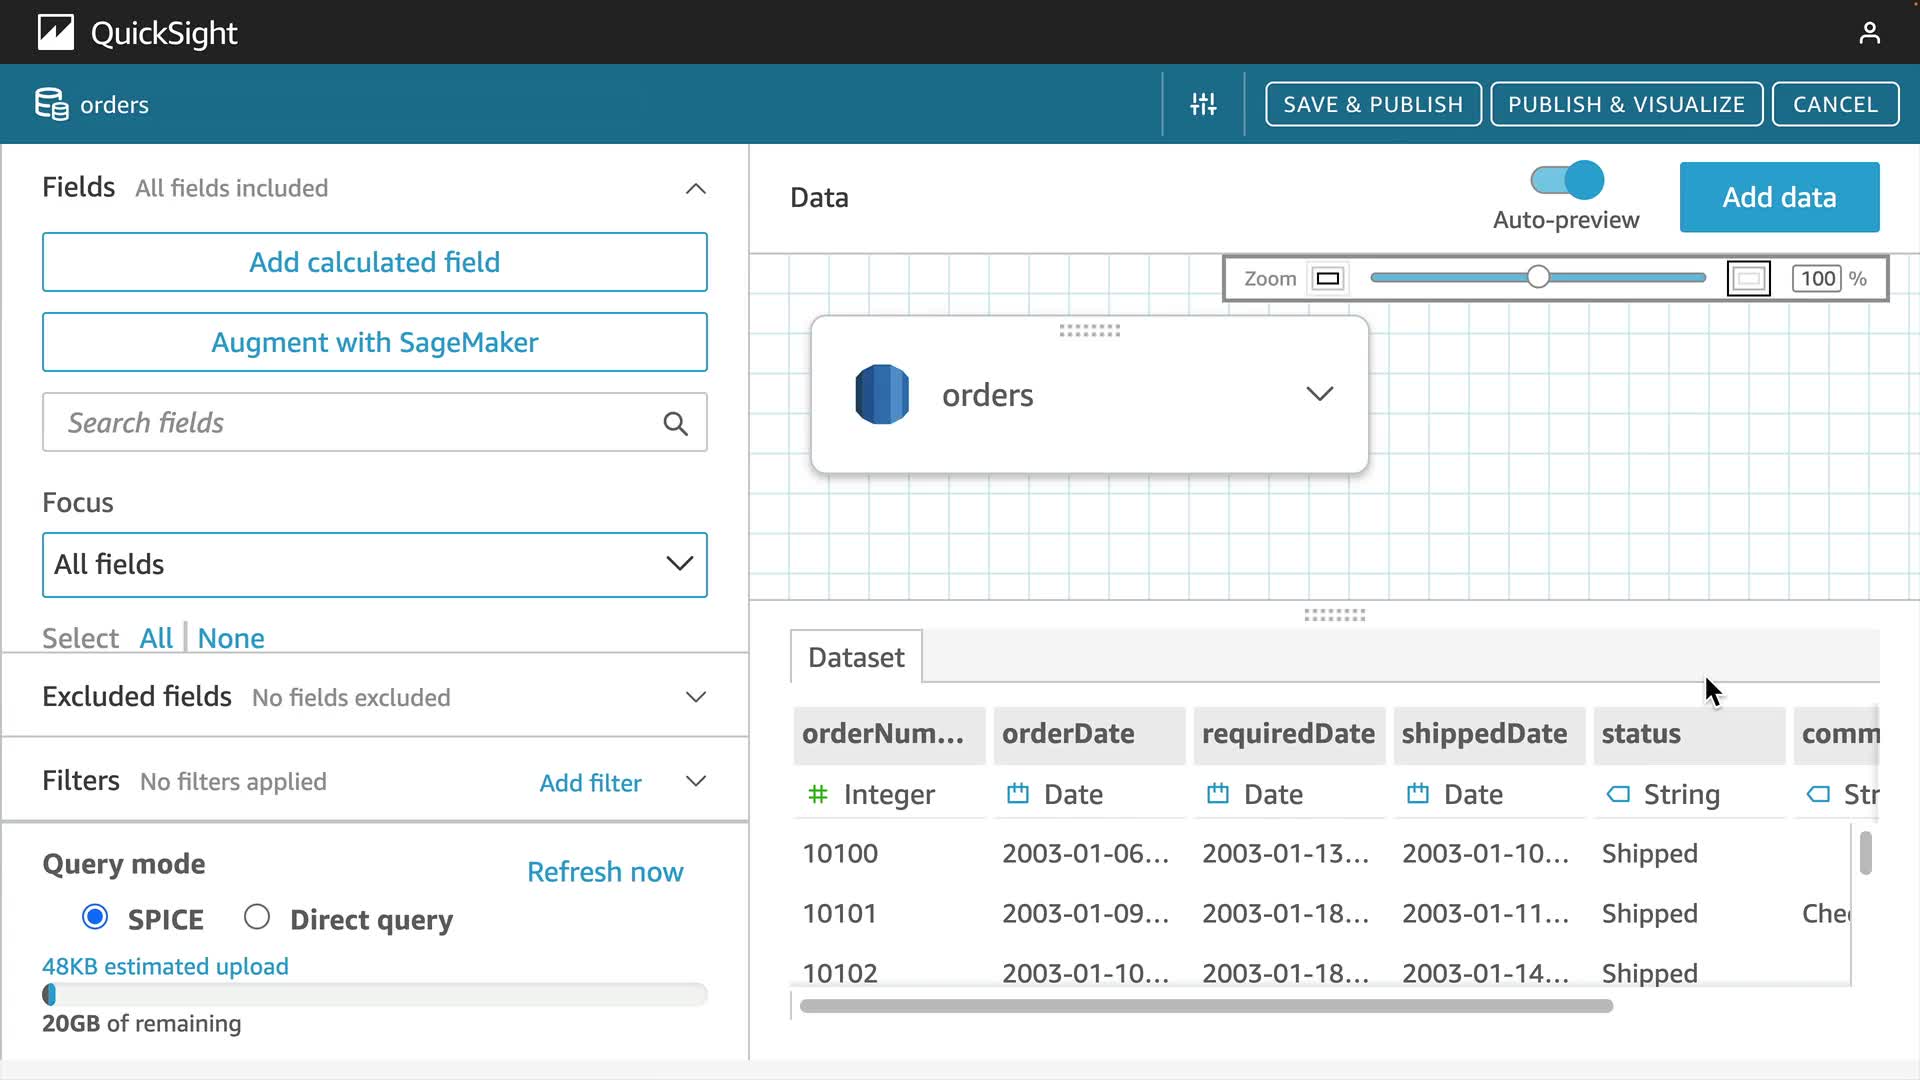 QuickSight
orders
SAVE & PUBLISH
PUBLISH & VISUALIZE
CANCEL
Fields All fields included
Add calculated field
Augment with SageMaker
Search fields
Focus
All fields
Select All None
Excluded fields No fields excluded
Filters No filters applied Add filter
Query mode Refresh now
SPICE Direct query
48KB estimated upload
20GB of remaining
Data
Auto-preview
Add data
Zoom 100 %
orders
Dataset
orderNum... orderDate requiredDate shippedDate status comm
Integer Date Date Date String Str
10100 2003-01-06... 2003-01-13... 2003-01-10... Shipped
10101 2003-01-09... 2003-01-18... 2003-01-11... Shipped Che
10102 2003-01-10... 2003-01-18... 2003-01-14... Shipped